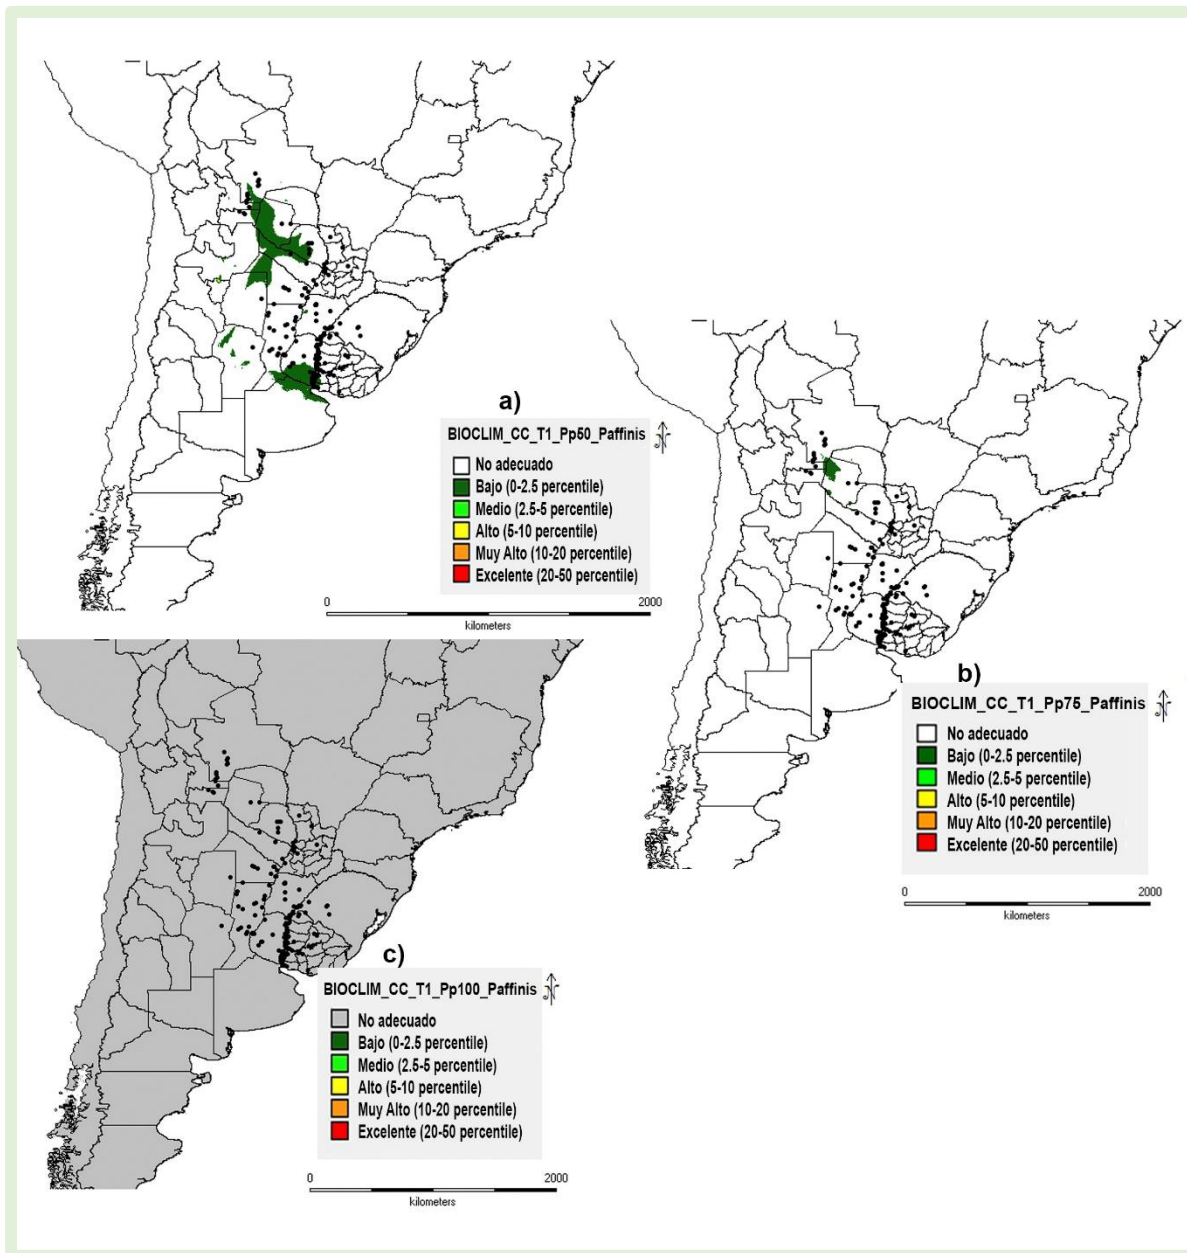 a)
BIOCLIM_CC_T1_Pp50_Paffinis
No adecuado
Bajo (0-2.5 percentile)
Medio (2.5-5 percentile)
Alto (5-10 percentile)
Muy Alto (10-20 percentile)
Excelente (20-50 percentile)
0 2000
kilometers
b)
BIOCLIM_CC_T1_Pp75_Paffinis
No adecuado
Bajo (0-2.5 percentile)
Medio (2.5-5 percentile)
Alto (5-10 percentile)
Muy Alto (10-20 percentile)
Excelente (20-50 percentile)
0 2000
kilometers
c)
BIOCLIM_CC_T1_Pp100_Paffinis
No adecuado
Bajo (0-2.5 percentile)
Medio (2.5-5 percentile)
Alto (5-10 percentile)
Muy Alto (10-20 percentile)
Excelente (20-50 percentile)
0 2000
kilometers